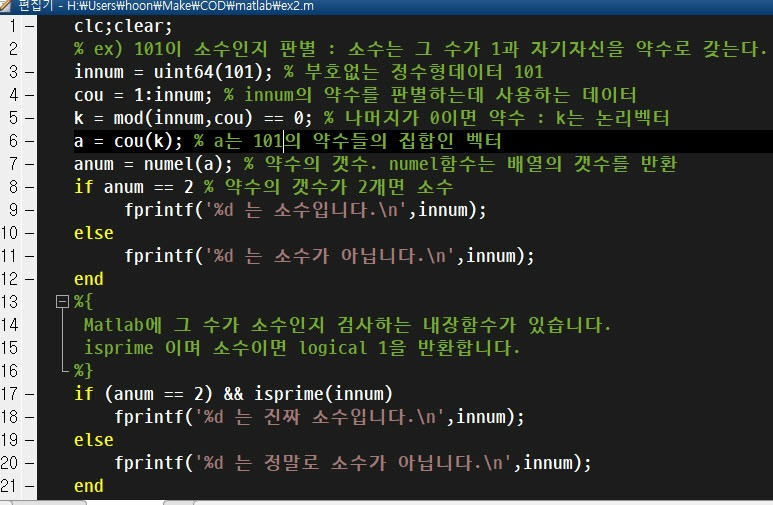 편집기 - H:\Users\hoon\Make\COD\matlab\ex2.m
1 - clc;clear;
2 % ex) 101이 소수인지 판별 : 소수는 그 수가 1과 자기자신을 약수로 갖는다.
3 - innum = uint64(101); % 부호없는 정수형데이터 101
4 - cou = 1:innum; % innum의 약수를 판별하는데 사용하는 데이터
5 - k = mod(innum,cou) == 0; % 나머지가 0이면 약수 : k는 논리벡터
6 - a = cou(k); % a는 101의 약수들의 집합인 벡터
7 - anum = numel(a); % 약수의 갯수. numel함수는 배열의 갯수를 반환
8 - if anum == 2 % 약수의 갯수가 2개면 소수
9 - fprintf('%d 는 소수입니다.\n',innum);
10 - else
11 - fprintf('%d 는 소수가 아닙니다.\n',innum);
12 - end
13 %{
14 Matlab에 그 수가 소수인지 검사하는 내장함수가 있습니다.
15 isprime 이며 소수이면 logical 1을 반환합니다.
16 %}
17 - if (anum == 2) && isprime(innum)
18 - fprintf('%d 는 진짜 소수입니다.\n',innum);
19 - else
20 - fprintf('%d 는 정말로 소수가 아닙니다.\n',innum);
21 - end